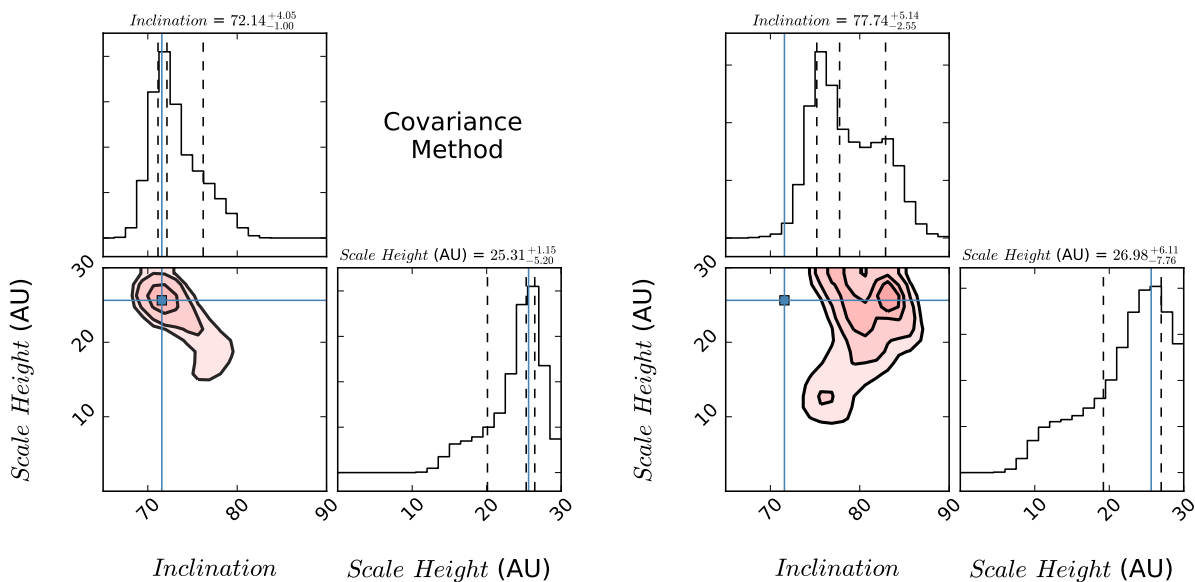 Inclination = 72.14 +4.05 −1.00
Covariance
Method
Scale Height (AU) = 25.31 +1.15 −5.20
30
20
10
Scale Height (AU)
70
80
90
Inclination
10
20
30
Scale Height (AU)
Inclination = 77.74 +5.14 −2.55
Scale Height (AU) = 26.98 +6.11 −7.76
30
20
10
Scale Height (AU)
70
80
90
Inclination
10
20
30
Scale Height (AU)